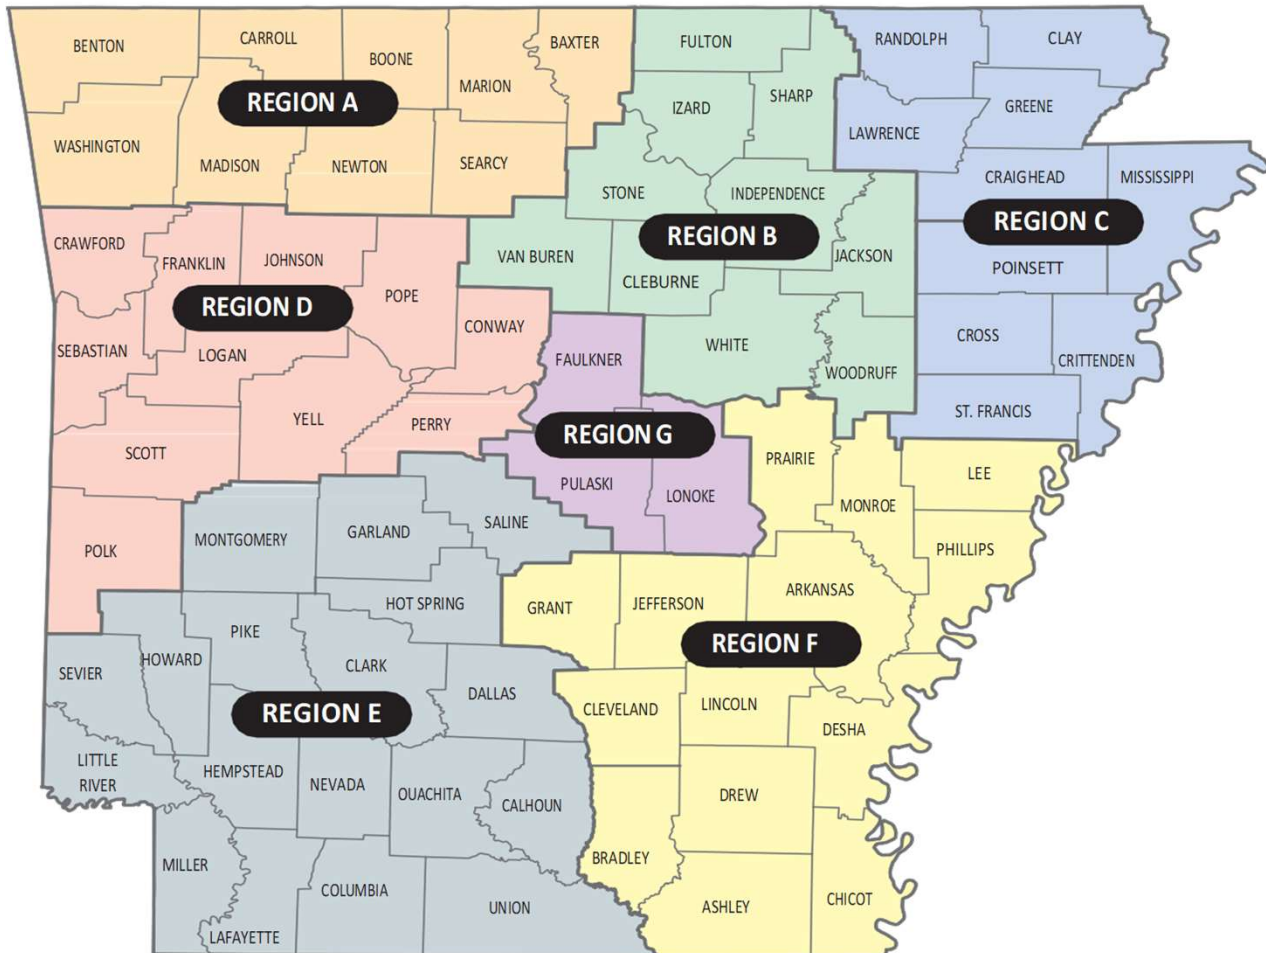 BENTON
CARROLL
BOONE
MARION
BAXTER
FULTON
RANDOLPH
CLAY
REGION A
IZARD
SHARP
GREENE
LAWRENCE
WASHINGTON
MADISON
NEWTON
SEARCY
STONE
INDEPENDENCE
CRAIGHEAD
MISSISSIPPI
REGION B
REGION C
CRAWFORD
FRANKLIN
JOHNSON
VAN BUREN
CLEBURNE
JACKSON
POINSETT
REGION D
POPE
CONWAY
SEBASTIAN
LOGAN
FAULKNER
WHITE
CROSS
CRITTENDEN
WOODRUFF
YELL
PERRY
ST. FRANCIS
SCOTT
REGION G
PRAIRIE
LEE
PULASKI
LONOKE
MONROE
POLK
MONTGOMERY
GARLAND
SALINE
PHILLIPS
HOT SPRING
GRANT
JEFFERSON
ARKANSAS
PIKE
REGION F
SEVIER
HOWARD
CLARK
DALLAS
REGION E
CLEVELAND
LINCOLN
DESHA
LITTLE
RIVER
HEMPSTEAD
NEVADA
OUACHITA
CALHOUN
DREW
MILLER
COLUMBIA
UNION
BRADLEY
ASHLEY
CHICOT
LAFAYETTE